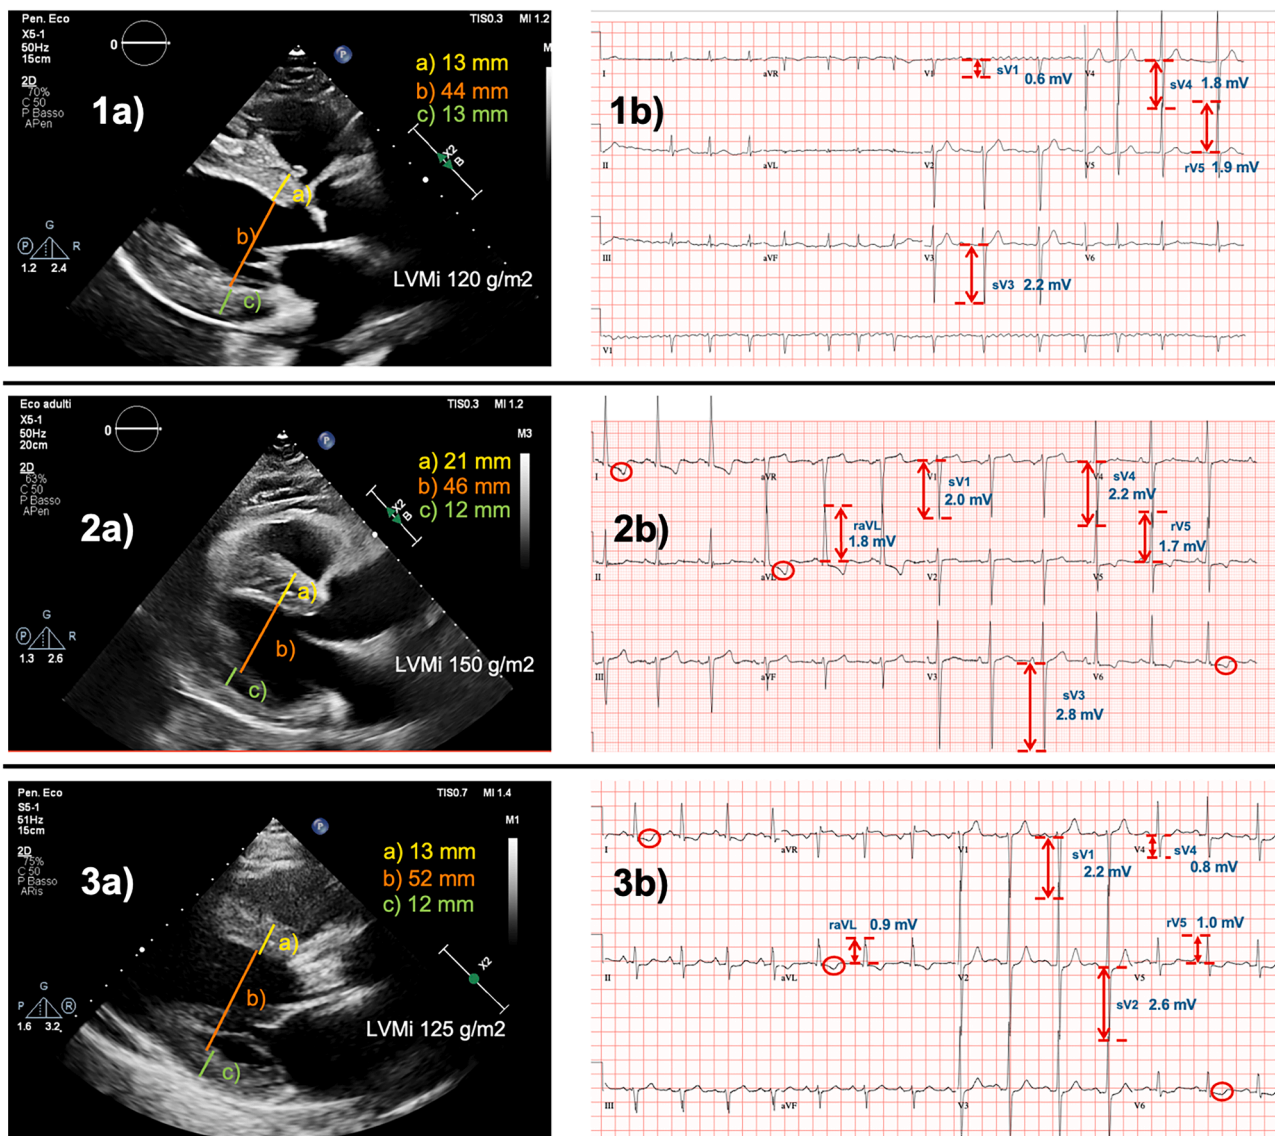 Pen. Eco
TIS0.3 MI 1.2
X5-1
50Hz
15cm
0
2D
70%
C 50
P Basso
APen
P
M
1a)
a) 13 mm
b) 44 mm
c) 13 mm
X2
B
a)
b)
c)
G
P R
1.2 2.4
LVMi 120 g/m2
1b)
I
aVR
V1
sV1
0.6 mV
V4
sV4 1.8 mV
II
aVL
V2
V5
rV5 1.9 mV
III
aVF
V3
sV3 2.2 mV
V6
V1
Eco adulti
TIS0.3 MI 1.2
X5-1
50Hz
20cm
0
2D
63%
C 50
P Basso
APen
P
M3
2a)
a) 21 mm
b) 46 mm
c) 12 mm
X2
B
a)
b)
c)
G
P R
1.3 2.6
LVMi 150 g/m2
2b)
I
aVR
V1
sV1
2.0 mV
V4
sV4
2.2 mV
raVL
1.8 mV
rV5
1.7 mV
II
aVL
V2
V5
III
aVF
V3
sV3
2.8 mV
V6
Pen. Eco
TIS0.7 MI 1.4
S5-1
51Hz
15cm
2D
75%
C 50
P Basso
ARis
P
M1
3a)
a) 13 mm
b) 52 mm
c) 12 mm
X2
a)
b)
c)
G
P R
1.6 3.2
LVMi 125 g/m2
3b)
I
aVR
V1
sV1
2.2 mV
V4
sV4
0.8 mV
raVL 0.9 mV
rV5 1.0 mV
II
aVL
V2
V5
sV2 2.6 mV
III
aVF
V3
V6